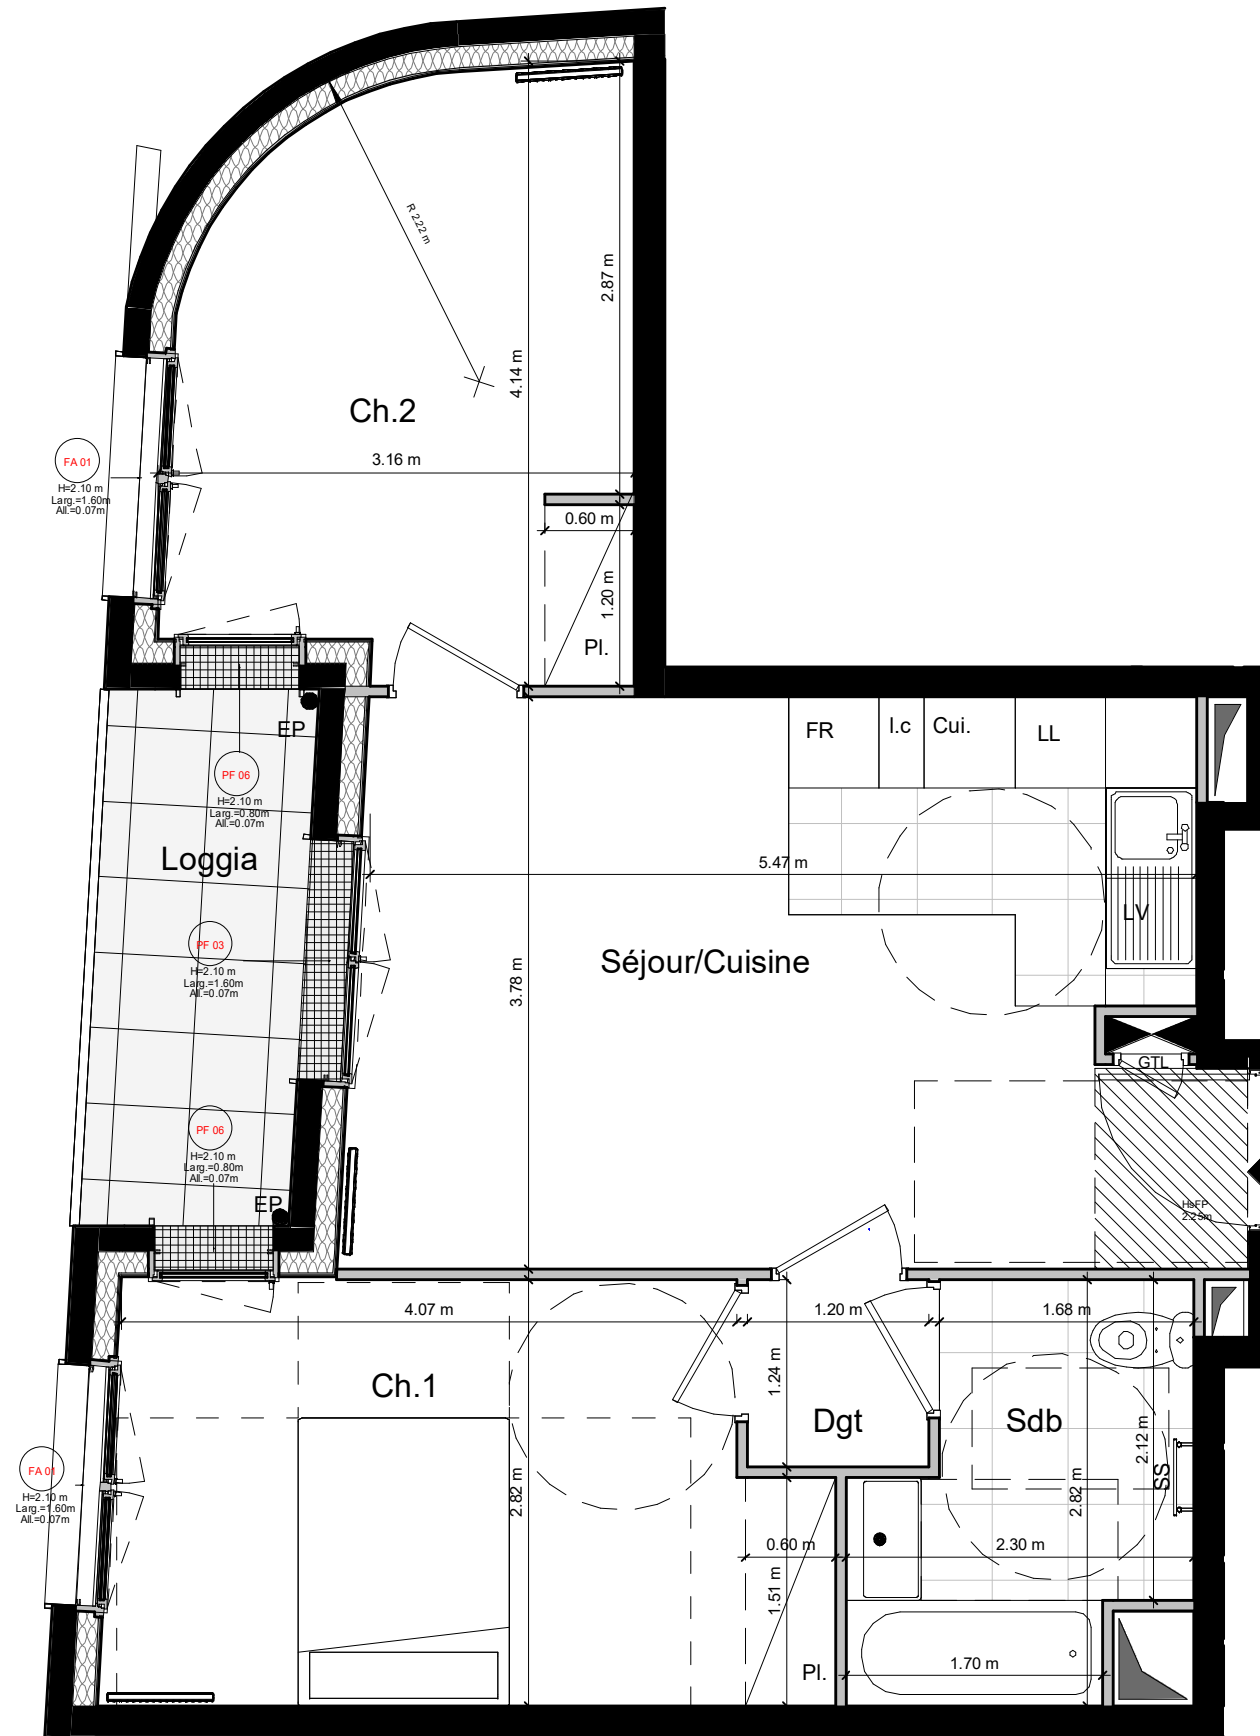 R 2.22 m
2.87 m
4.14 m
Ch.2
3.16 m
FA 01
H=2.10 m
Larg.=1.60m
All.=0.07m
0.60 m
1.20 m
Pl.
EP
FR
l.c
Cui.
LL
PF 06
H=2.10 m
Larg.=0.80m
All.=0.07m
Loggia
5.47 m
LV
PF 03
H=2.10 m
Larg.=1.60m
All.=0.07m
Séjour/Cuisine
3.78 m
GTL
PF 06
H=2.10 m
Larg.=0.80m
All.=0.07m
EP
HsFP
2.25m
4.07 m
1.20 m
1.68 m
Ch.1
1.24 m
Dgt
Sdb
2.12 m
SS
FA 01
H=2.10 m
Larg.=1.60m
All.=0.07m
2.82 m
2.82 m
0.60 m
2.30 m
1.51 m
Pl.
1.70 m